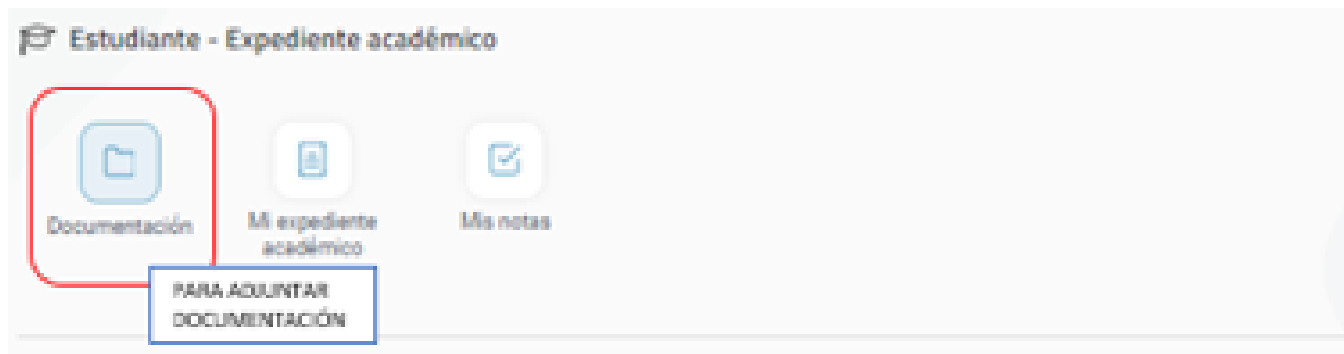 Estudiante - Expediente académico
Documentación
Mi expediente
académico
Mis notas
PARA ADJUNTAR
DOCUMENTACIÓN